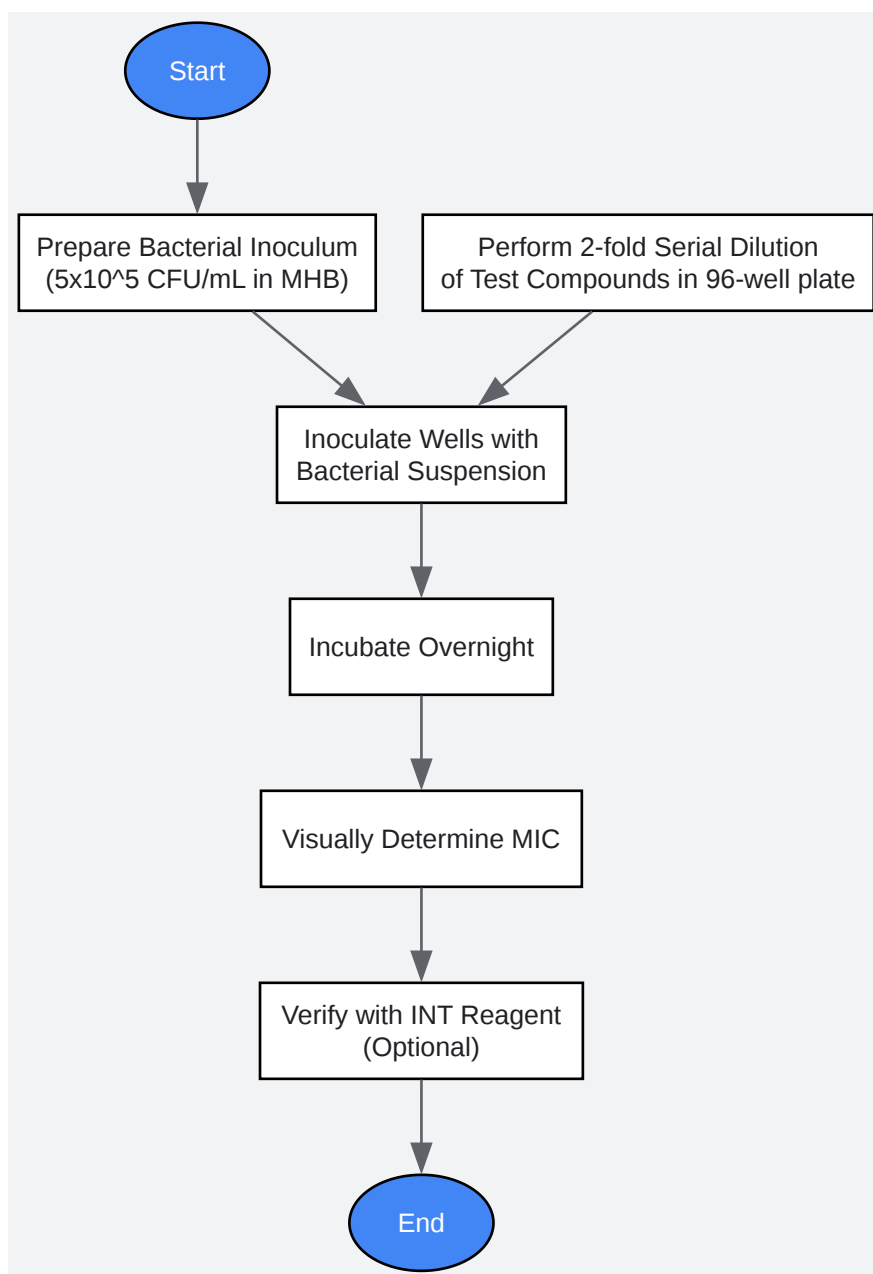 Start
Prepare Bacterial Inoculum
(5x10^5 CFU/mL in MHB)
Perform 2-fold Serial Dilution
of Test Compounds in 96-well plate
Inoculate Wells with
Bacterial Suspension
Incubate Overnight
Visually Determine MIC
Verify with INT Reagent
(Optional)
End